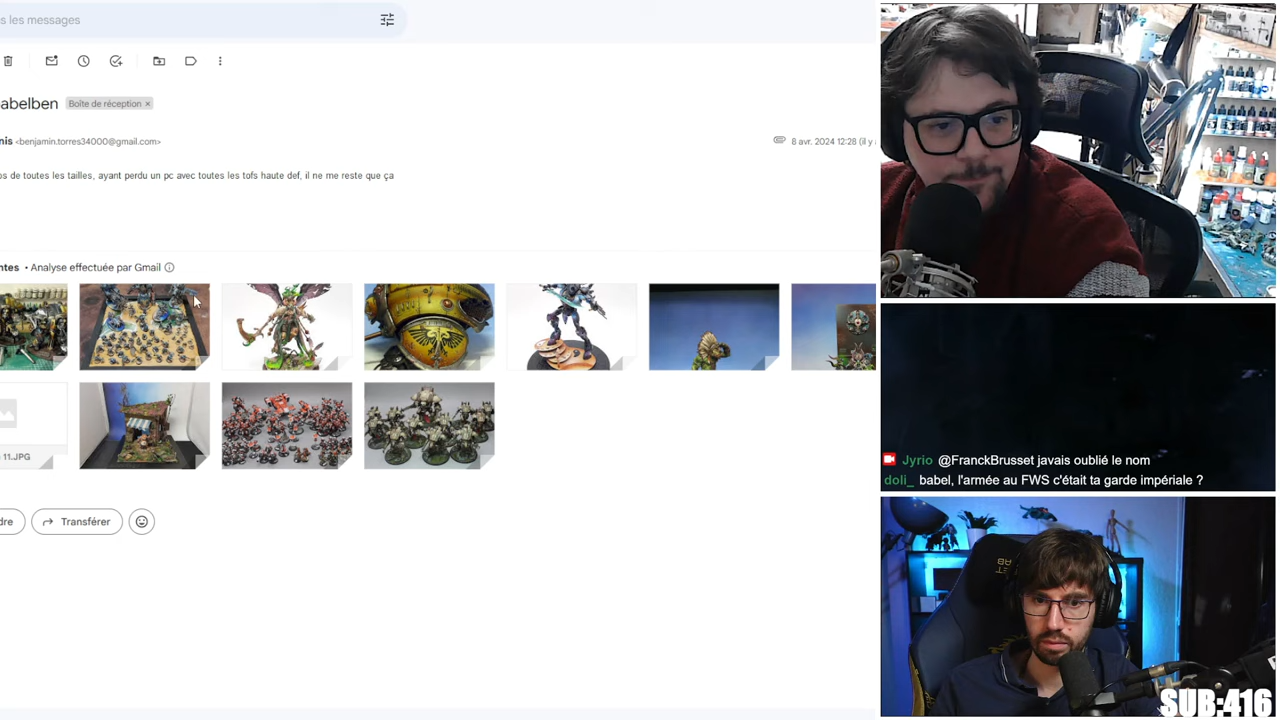 s les messages
abelben Boîte de réception ×
nis <benjamin.torres34000@gmail.com>
8 avr. 2024 12:28 (il y
os de toutes les tailles, ayant perdu un pc avec toutes les tofs haute def, il ne me reste que ça
ntes • Analyse effectuée par Gmail
11.JPG
dre
Transférer
Jyrio @FranckBrusset javais oublié le nom
doli_ babel, l'armée au FWS c'était ta garde impériale ?
SUB:416